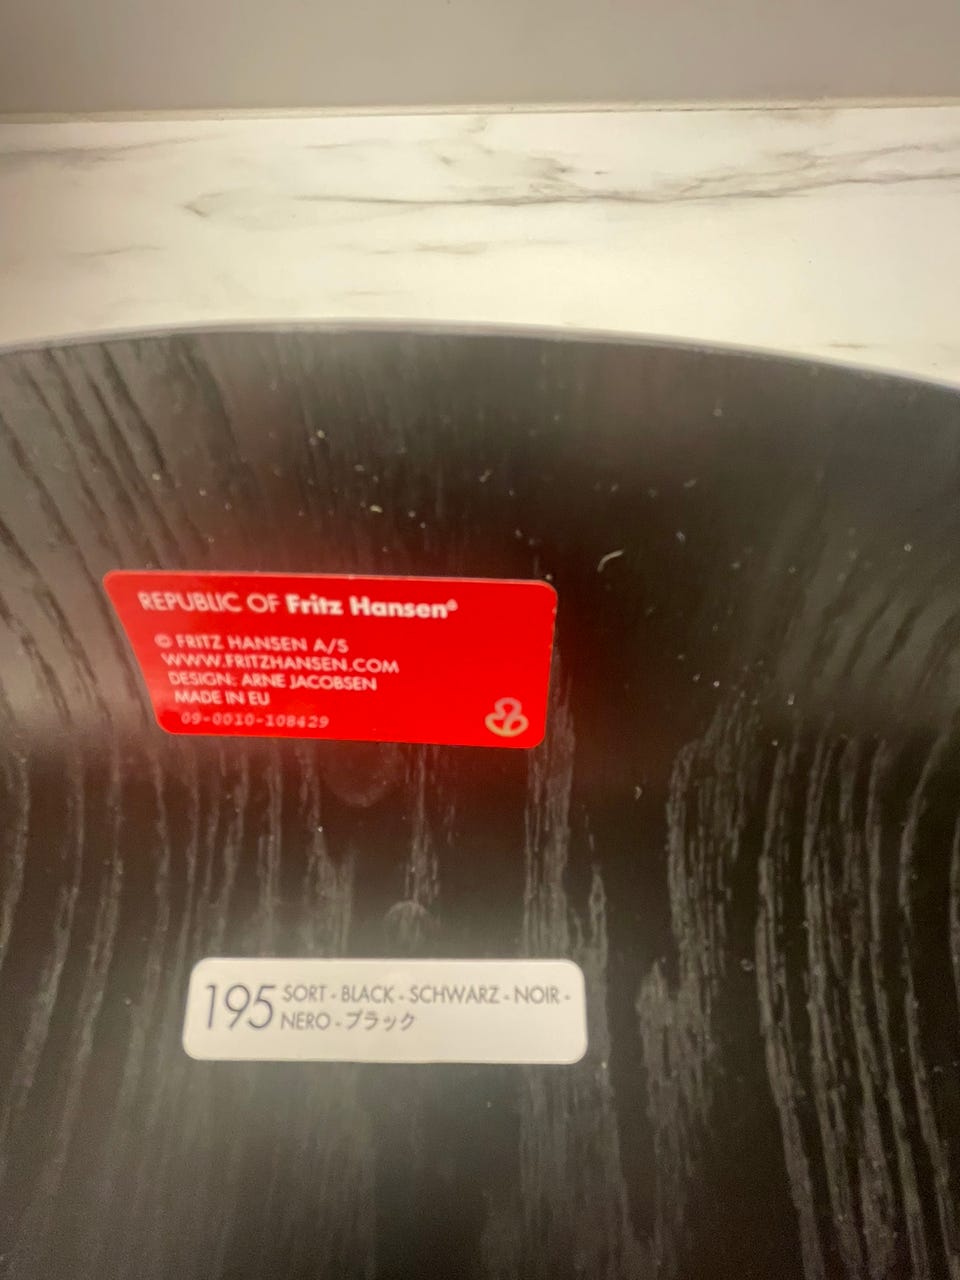 REPUBLIC OF Fritz Hansen®
© FRITZ HANSEN A/S
WWW.FRITZHANSEN.COM
DESIGN: ARNE JACOBSEN
MADE IN EU
09-0010-108429
195 SORT - BLACK - SCHWARZ - NOIR -
NERO - ブラック